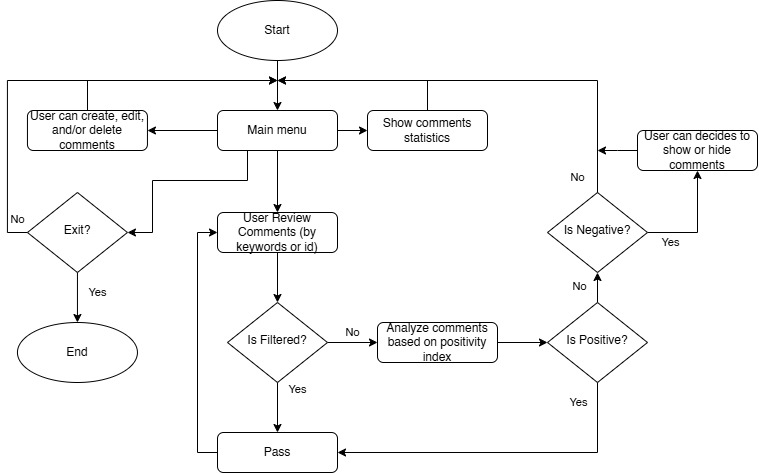 Start
User can create, edit,
and/or delete
comments
Main menu
Show comments
statistics
User can decides to
show or hide
comments
No
No
Exit?
User Review
Comments (by
keywords or id)
Is Negative?
Yes
Yes
No
End
Is Filtered?
No
Analyze comments
based on positivity
index
Is Positive?
Yes
Yes
Pass